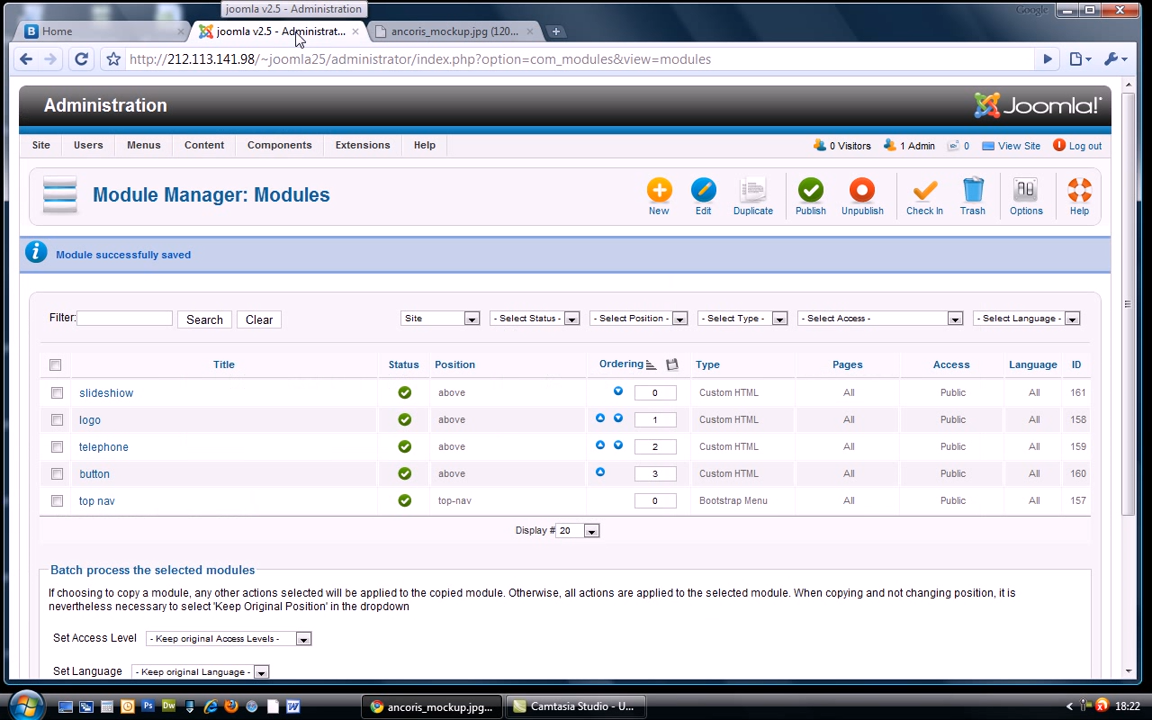 joomla v2.5 - Administration
Google
Home
joomla v2.5 - Administrat...
ancoris_mockup.jpg (120...
http://212.113.141.98/~joomla25/administrator/index.php?option=com_modules&view=modules
Administration
Joomla!
Site Users Menus Content Components Extensions Help
0 Visitors 1 Admin 0 View Site Log out
Module Manager: Modules
New Edit Duplicate Publish Unpublish Check In Trash Options Help
Module successfully saved
Filter: Search Clear Site - Select Status - - Select Position - - Select Type - - Select Access - - Select Language -
Title Status Position Ordering Type Pages Access Language ID
slideshiow above 0 Custom HTML All Public All 161
logo above 1 Custom HTML All Public All 158
telephone above 2 Custom HTML All Public All 159
button above 3 Custom HTML All Public All 160
top nav top-nav 0 Bootstrap Menu All Public All 157
Display # 20
Batch process the selected modules
If choosing to copy a module, any other actions selected will be applied to the copied module. Otherwise, all actions are applied to the selected module. When copying and not changing position, it is
nevertheless necessary to select 'Keep Original Position' in the dropdown
Set Access Level - Keep original Access Levels -
Set Language - Keep original Language -
ancoris_mockup.jpg...
Camtasia Studio - U...
18:22